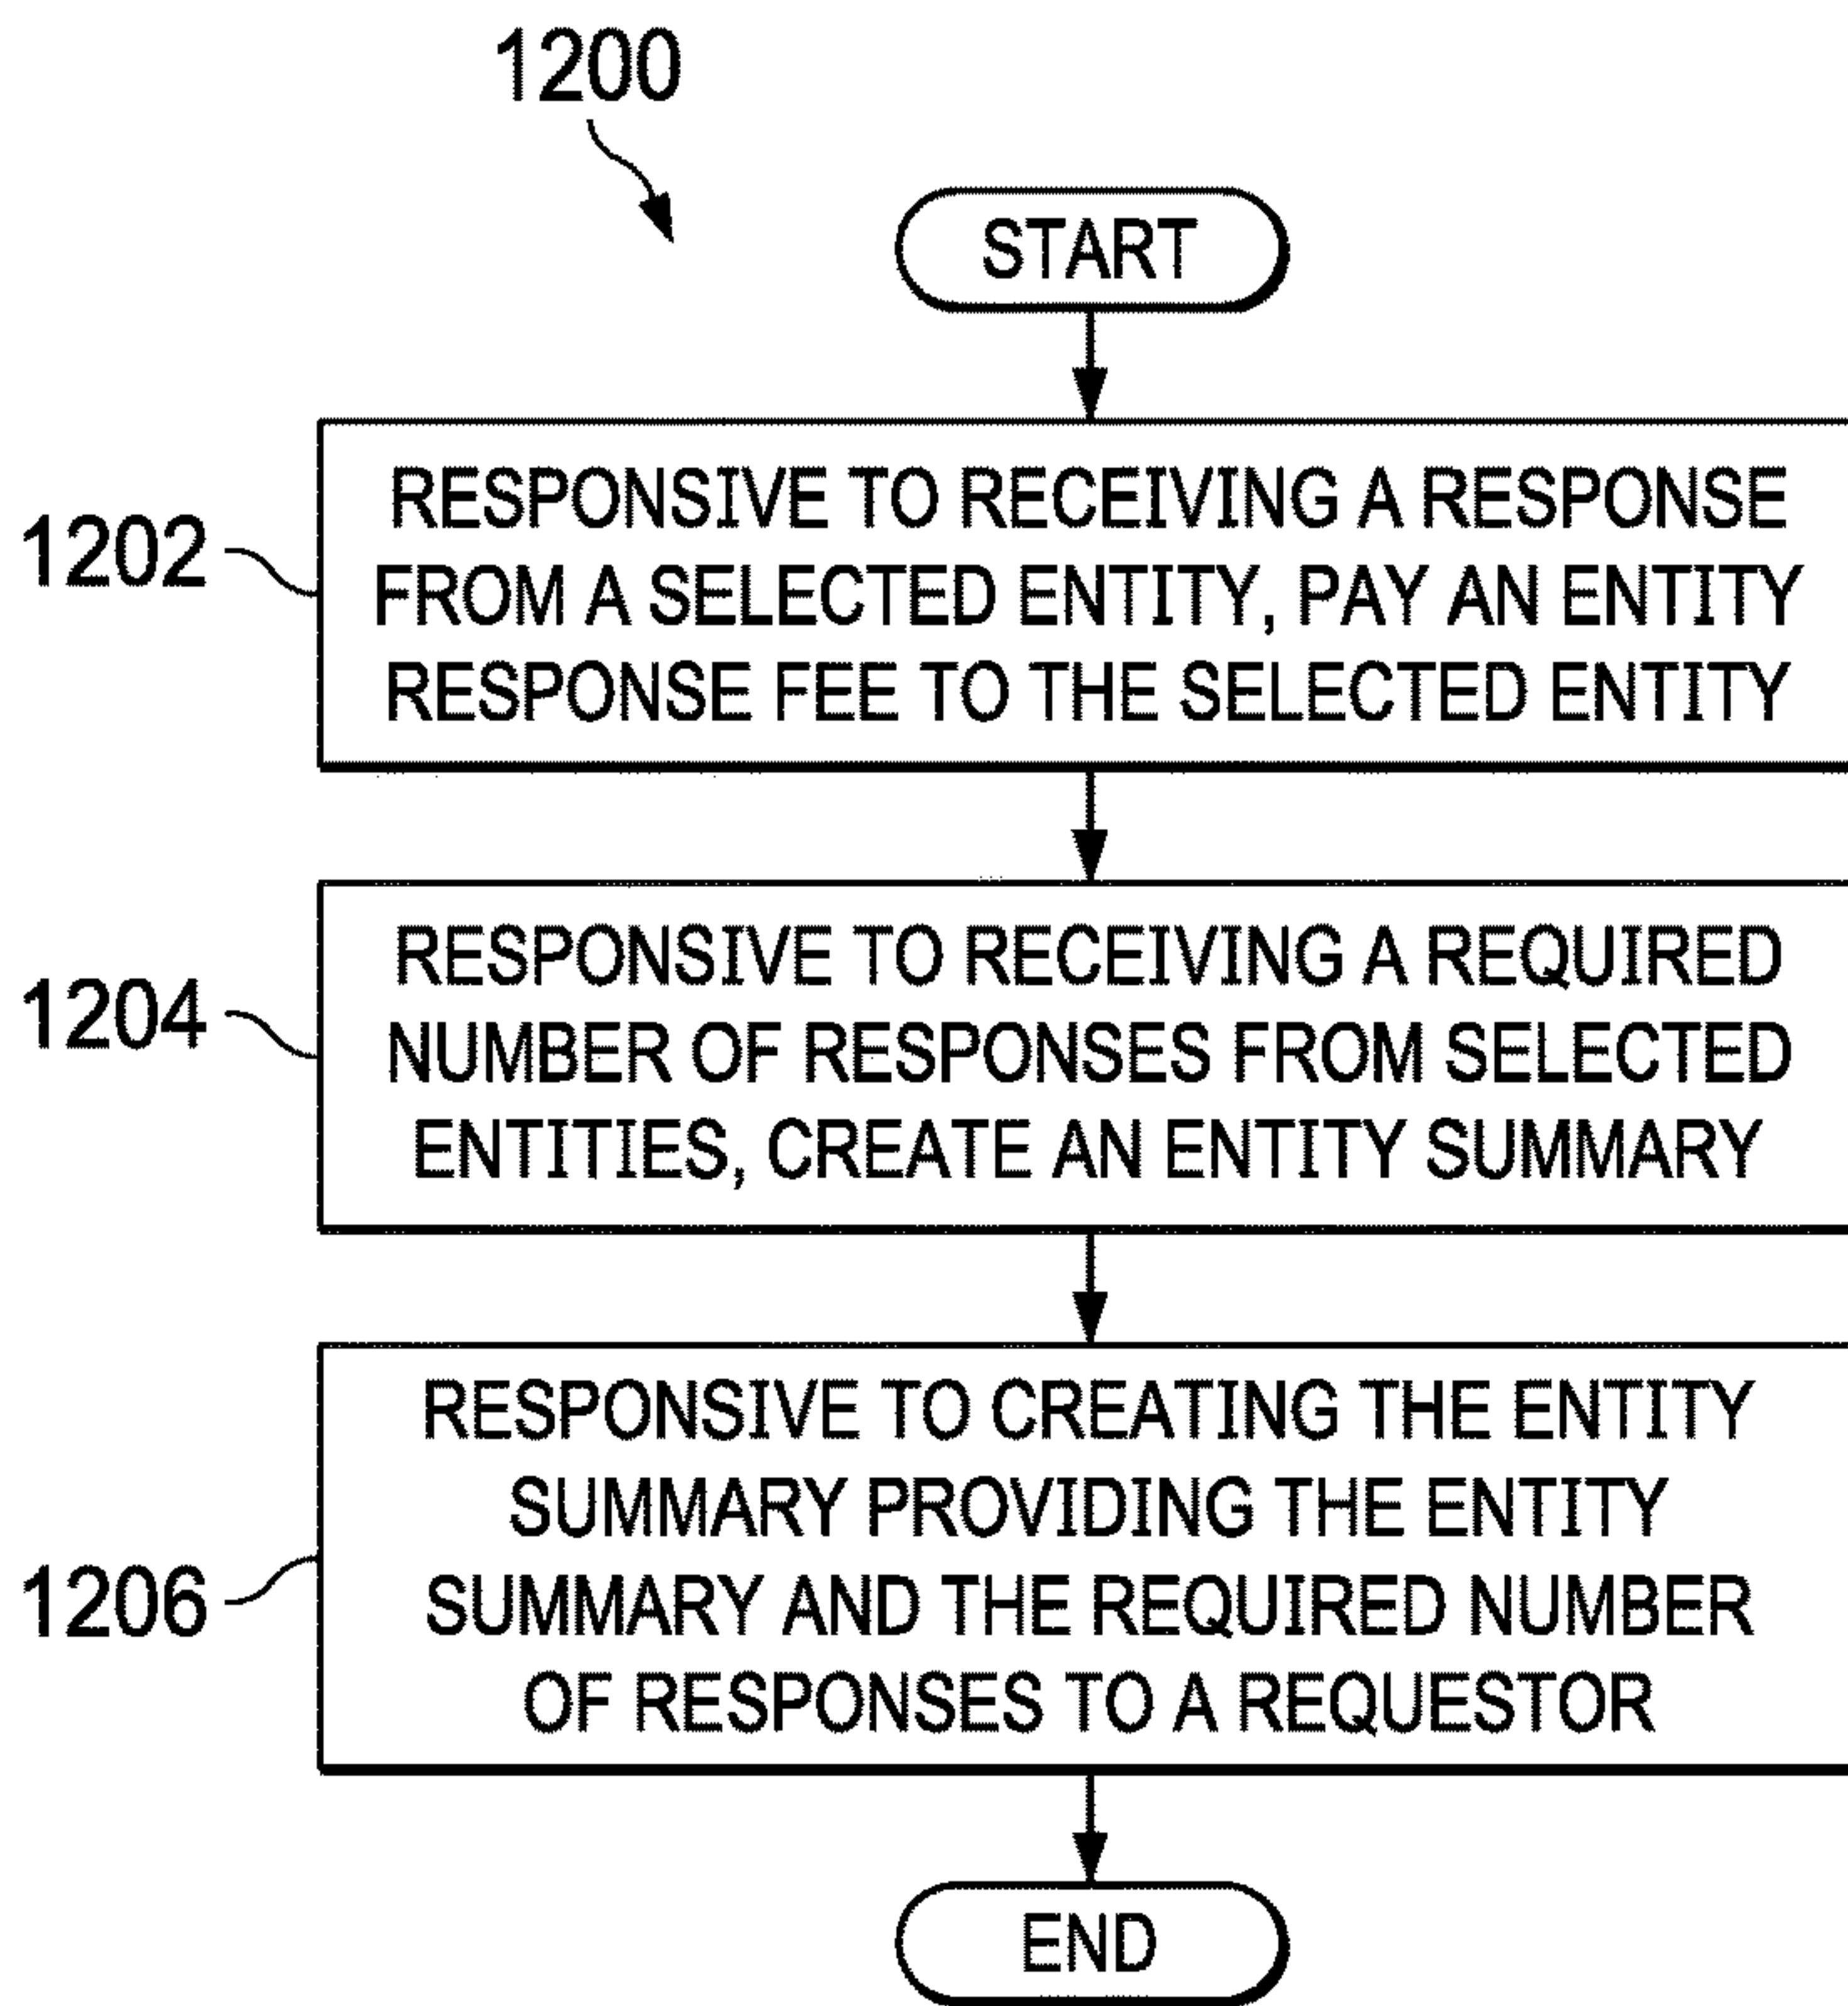 1200
START
1202
RESPONSIVE TO RECEIVING A RESPONSE
FROM A SELECTED ENTITY, PAY AN ENTITY
RESPONSE FEE TO THE SELECTED ENTITY
1204
RESPONSIVE TO RECEIVING A REQUIRED
NUMBER OF RESPONSES FROM SELECTED
ENTITIES, CREATE AN ENTITY SUMMARY
1206
RESPONSIVE TO CREATING THE ENTITY
SUMMARY PROVIDING THE ENTITY
SUMMARY AND THE REQUIRED NUMBER
OF RESPONSES TO A REQUESTOR
END